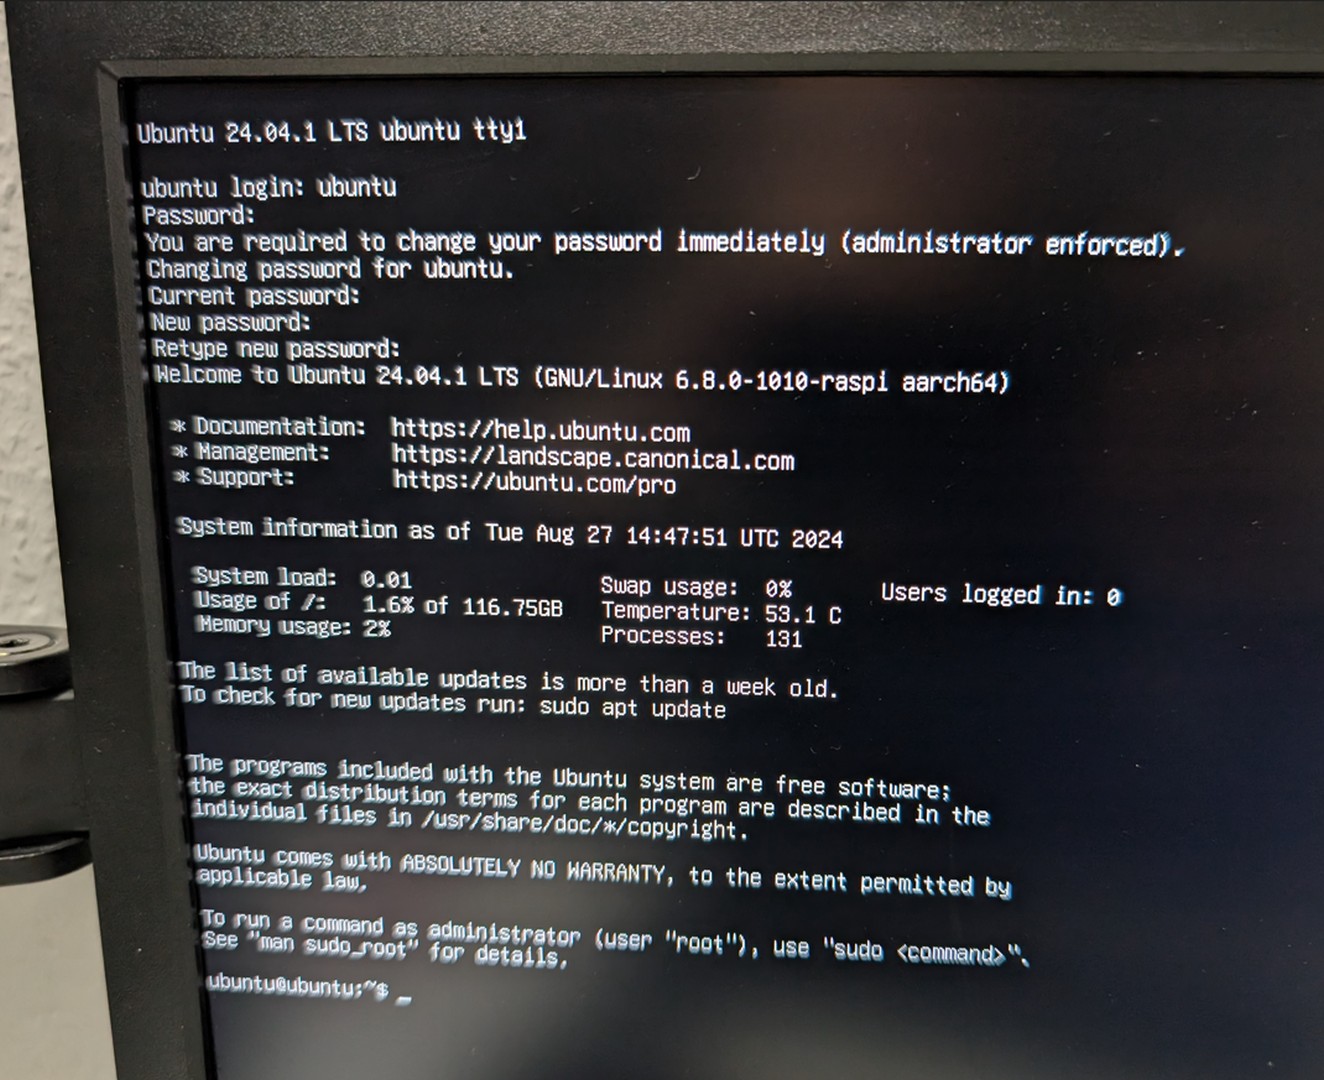 Ubuntu 24.04.1 LTS ubuntu tty1
ubuntu login: ubuntu
Password:
You are required to change your password immediately (administrator enforced).
Changing password for ubuntu.
Current password:
New password:
Retype new password:
Welcome to Ubuntu 24.04.1 LTS (GNU/Linux 6.8.0-1010-raspi aarch64)
* Documentation: https://help.ubuntu.com
* Management: https://landscape.canonical.com
* Support: https://ubuntu.com/pro
System information as of Tue Aug 27 14:47:51 UTC 2024
System load: 0.01 Swap usage: 0% Users logged in: 0
Usage of /: 1.6% of 116.75GB Temperature: 53.1 C
Memory usage: 2% Processes: 131
The list of available updates is more than a week old.
To check for new updates run: sudo apt update
The programs included with the Ubuntu system are free software;
the exact distribution terms for each program are described in the
individual files in /usr/share/doc/*/copyright.
Ubuntu comes with ABSOLUTELY NO WARRANTY, to the extent permitted by
applicable law.
To run a command as administrator (user "root"), use "sudo <command>".
See "man sudo_root" for details.
ubuntu@ubuntu:~$ _